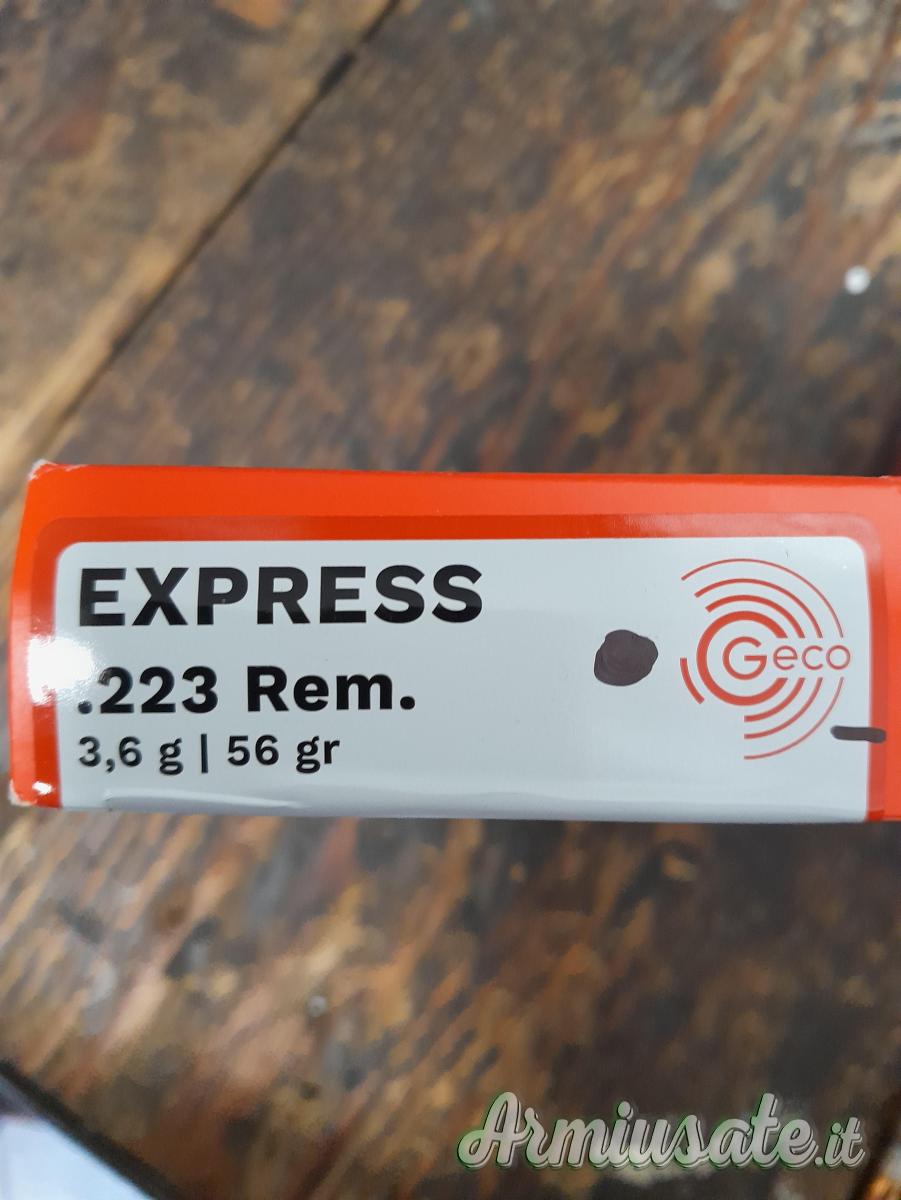 EXPRESS
.223 Rem.
3,6 g | 56 gr
Geco
Armiusate.it